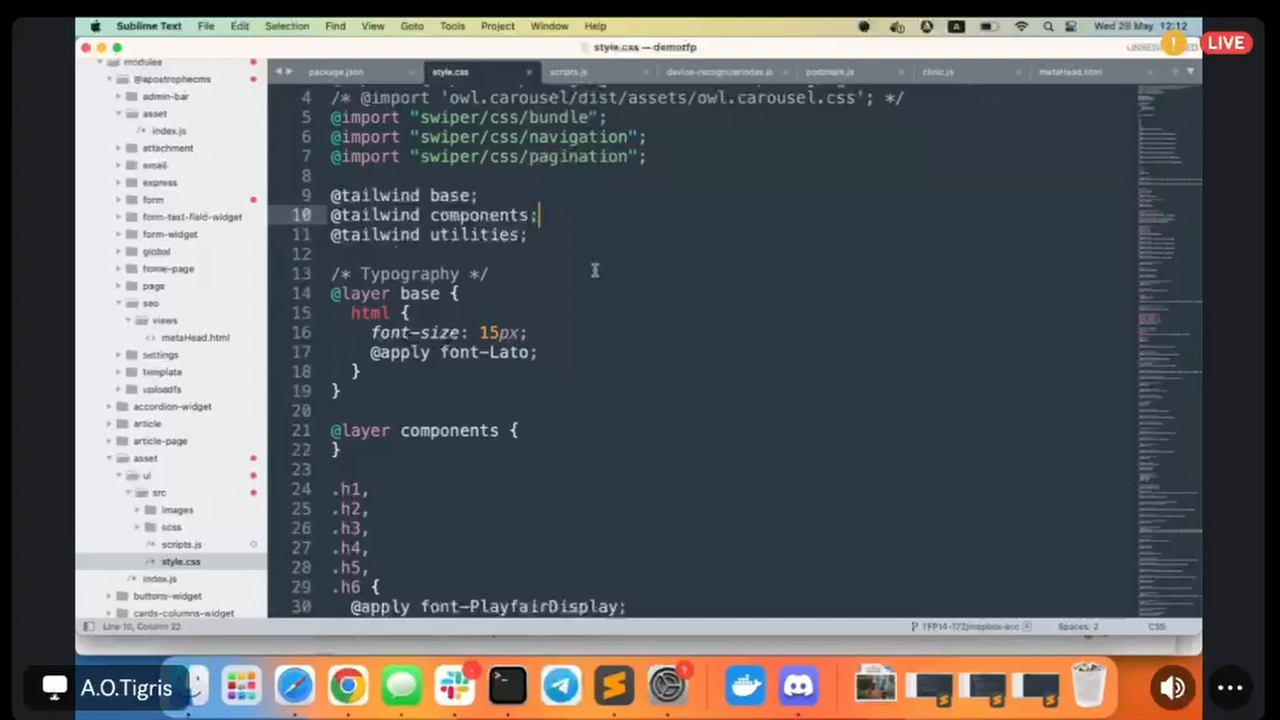 Sublime Text File Edit Selection Find View Goto Tools Project Window Help
Wed 28 May 12:12
style.css — demotfp
LIVE
package.json
style.css
scripts.js
postmark.js
clinic.js
metaHead.html
modules
@apostrophecms
admin-bar
asset
index.js
attachment
email
express
form
form-text-field-widget
form-widget
global
home-page
page
seo
views
metaHead.html
settings
template
uploadfs
accordion-widget
article
article-page
asset
ui
src
images
scss
scripts.js
style.css
index.js
buttons-widget
cards-columns-widget
4 /* @import 'owl.carousel/dist/assets/owl.carousel.css'; */
5 @import "swiper/css/bundle";
6 @import "swiper/css/navigation";
7 @import "swiper/css/pagination";
8
9 @tailwind base;
10 @tailwind components;
11 @tailwind utilities;
12
13 /* Typography */
14 @layer base {
15 html {
16 font-size: 15px;
17 @apply font-Lato;
18 }
19 }
20
21 @layer components {
22 }
23
24 .h1,
25 .h2,
26 .h3,
27 .h4,
28 .h5,
29 .h6 {
30 @apply font-PlayfairDisplay;
Line 10, Column 22
Spaces: 2
CSS
A.O.Tigris